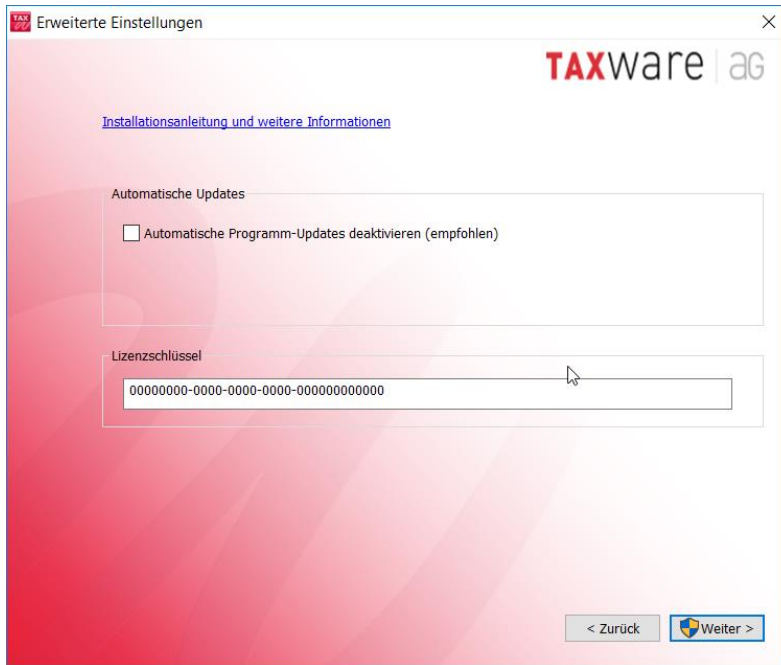 TAX
Erweiterte Einstellungen
TAXware | aG
Installationsanleitung und weitere Informationen
Automatische Updates
Automatische Programm-Updates deaktivieren (empfohlen)
Lizenzschlüssel
00000000-0000-0000-0000-000000000000
< Zurück
Weiter >